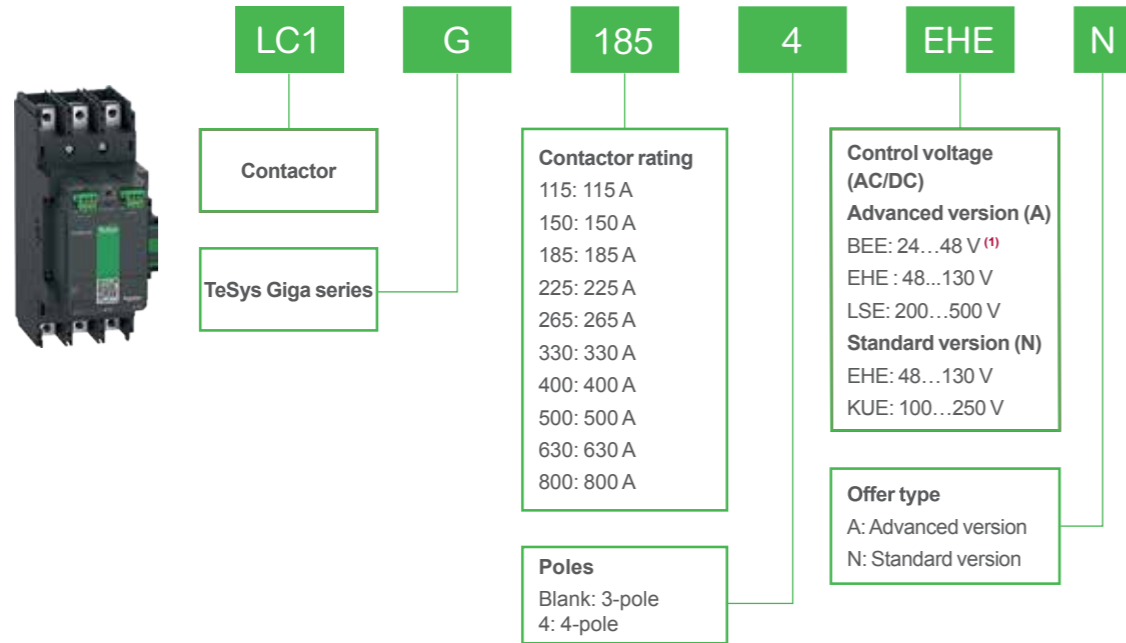 LC1 G 185 4 EHE N
Contactor
TeSys Giga series
Contactor rating
115: 115 A
150: 150 A
185: 185 A
225: 225 A
265: 265 A
330: 330 A
400: 400 A
500: 500 A
630: 630 A
800: 800 A
Poles
Blank: 3-pole
4: 4-pole
Control voltage
(AC/DC)
Advanced version (A)
BEE: 24…48 V (1)
EHE : 48...130 V
LSE: 200…500 V
Standard version (N)
EHE: 48…130 V
KUE: 100…250 V
Offer type
A: Advanced version
N: Standard version